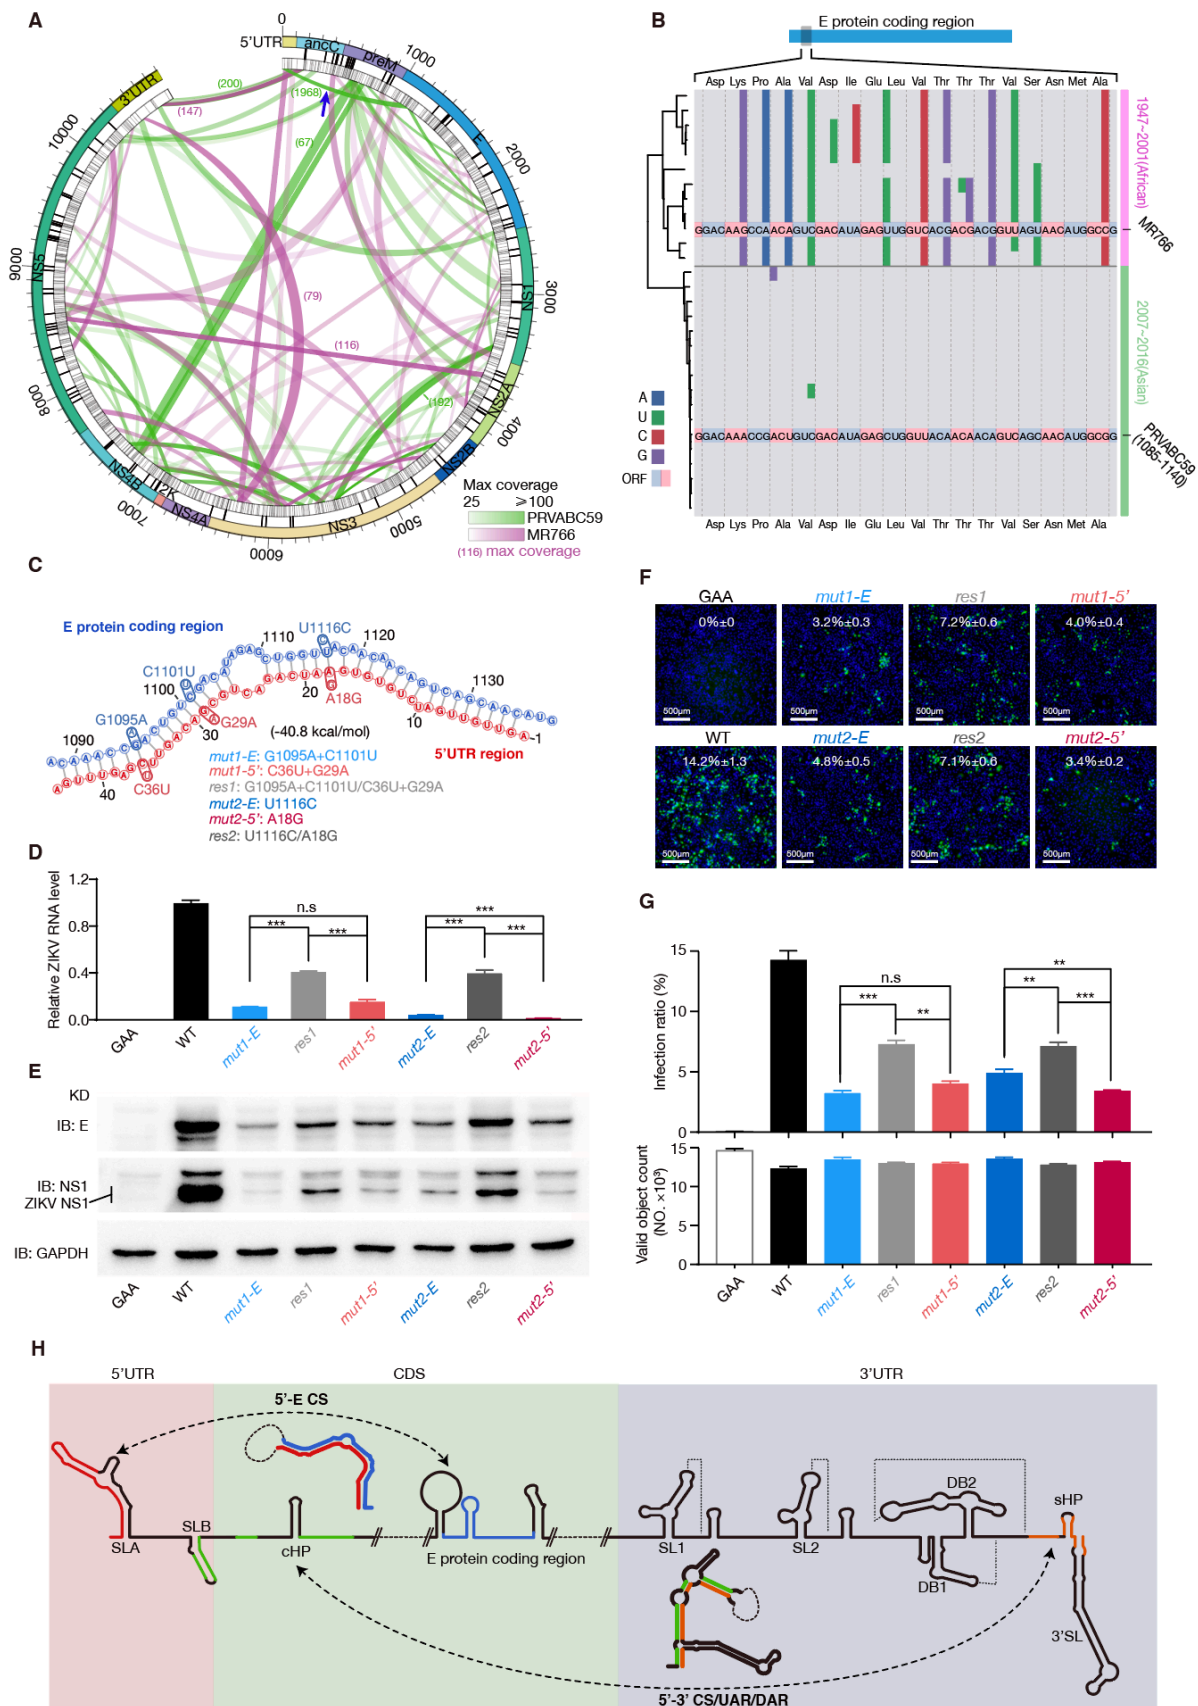 A
0
5'UTR
ancC
preM
1000
E
2000
NS1
3000
NS2A
4000
NS2B
5000
NS3
6000
NS4A
2K
7000
NS4B
8000
NS5
9000
10000
3'UTR
(200)
(147)
(1968)
(67)
(79)
(116)
(192)
Max coverage
25 ⩾100
PRVABC59
MR766
(116) max coverage
B
E protein coding region
Asp Lys Pro Ala Val Asp Ile Glu Leu Val Thr Thr Thr Val Ser Asn Met Ala
1947~2001(African)
GGACAAGCCAACAGUCGACAUAGAGUUGGUCACGACGACGGUUAGUAACAUGGCCG
MR766
2007~2016(Asian)
A
U
C
G
ORF
GGACAAACCGACUGUCGACAUAGAGCUGGUUACAACAACAGUCAGCAACAUGGCGG
PRVABC59
(1085-1140)
Asp Lys Pro Ala Val Asp Ile Glu Leu Val Thr Thr Thr Val Ser Asn Met Ala
C
E protein coding region
1090
1100
1110
1120
1130
G1095A
C1101U
U1116C
A18G
G29A
C36U
40
30
20
10
1
(-40.8 kcal/mol)
5'UTR region
mut1-E: G1095A+C1101U
mut1-5': C36U+G29A
res1: G1095A+C1101U/C36U+G29A
mut2-E: U1116C
mut2-5': A18G
res2: U1116C/A18G
D
Relative ZIKV RNA level
1.2
0.8
0.4
0.0
n.s
***
***
***
***
***
GAA WT mut1-E res1 mut1-5' mut2-E res2 mut2-5'
E
KD
IB: E
IB: NS1
ZIKV NS1
IB: GAPDH
GAA WT mut1-E res1 mut1-5' mut2-E res2 mut2-5'
F
GAA mut1-E res1 mut1-5'
0%±0 3.2%±0.3 7.2%±0.6 4.0%±0.4
500μm 500μm 500μm 500μm
WT mut2-E res2 mut2-5'
14.2%±1.3 4.8%±0.5 7.1%±0.6 3.4%±0.2
500μm 500μm 500μm 500μm
G
Infection ratio (%)
15
10
5
0
n.s
***
**
**
**
***
Valid object count
(NO. ×10³)
15
10
5
0
GAA WT mut1-E res1 mut1-5' mut2-E res2 mut2-5'
H
5'UTR CDS 3'UTR
5'-E CS
SLA
SLB
cHP
E protein coding region
SL1
SL2
DB2
DB1
sHP
3'SL
5'-3' CS/UAR/DAR